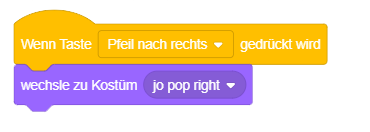 Wenn Taste Pfeil nach rechts gedrückt wird
wechsle zu Kostüm jo pop right